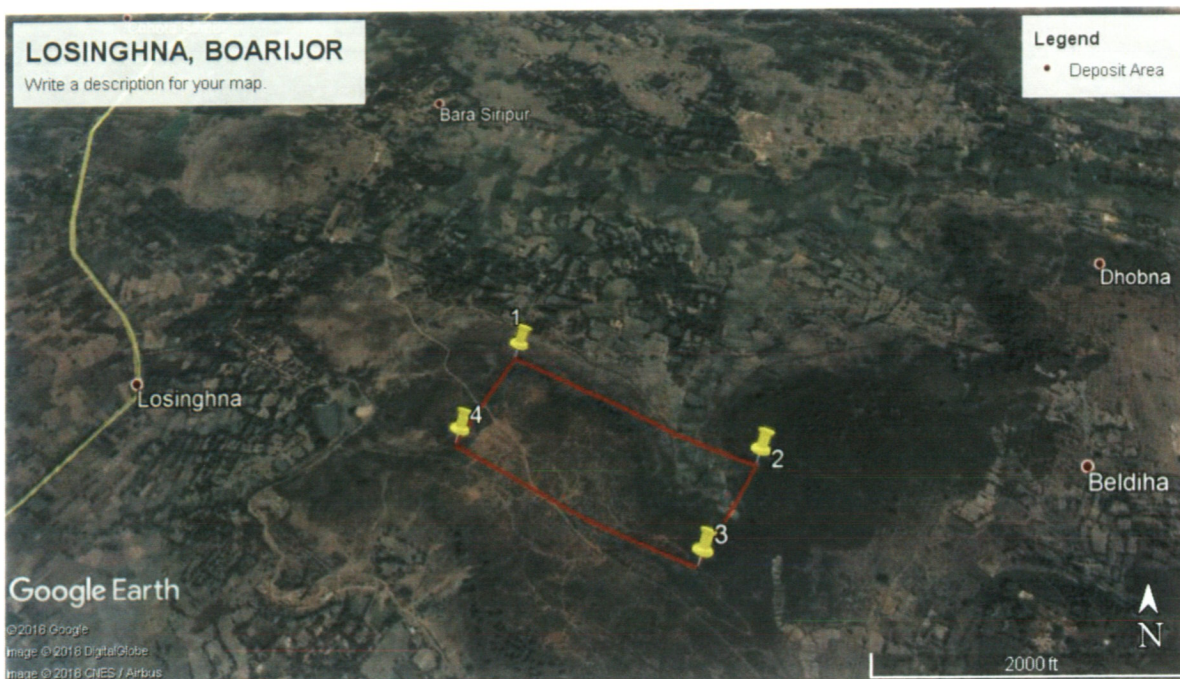 LOSINGHNA, BOARIJOR
Write a description for your map.
Legend
Deposit Area
Bara Siripur
Dhobna
1
Losinghna
4
2
Beldiha
3
Google Earth
©2018 Google
Image © 2018 DigitalGlobe
Image © 2018 CNES / Airbus
N
2000 ft